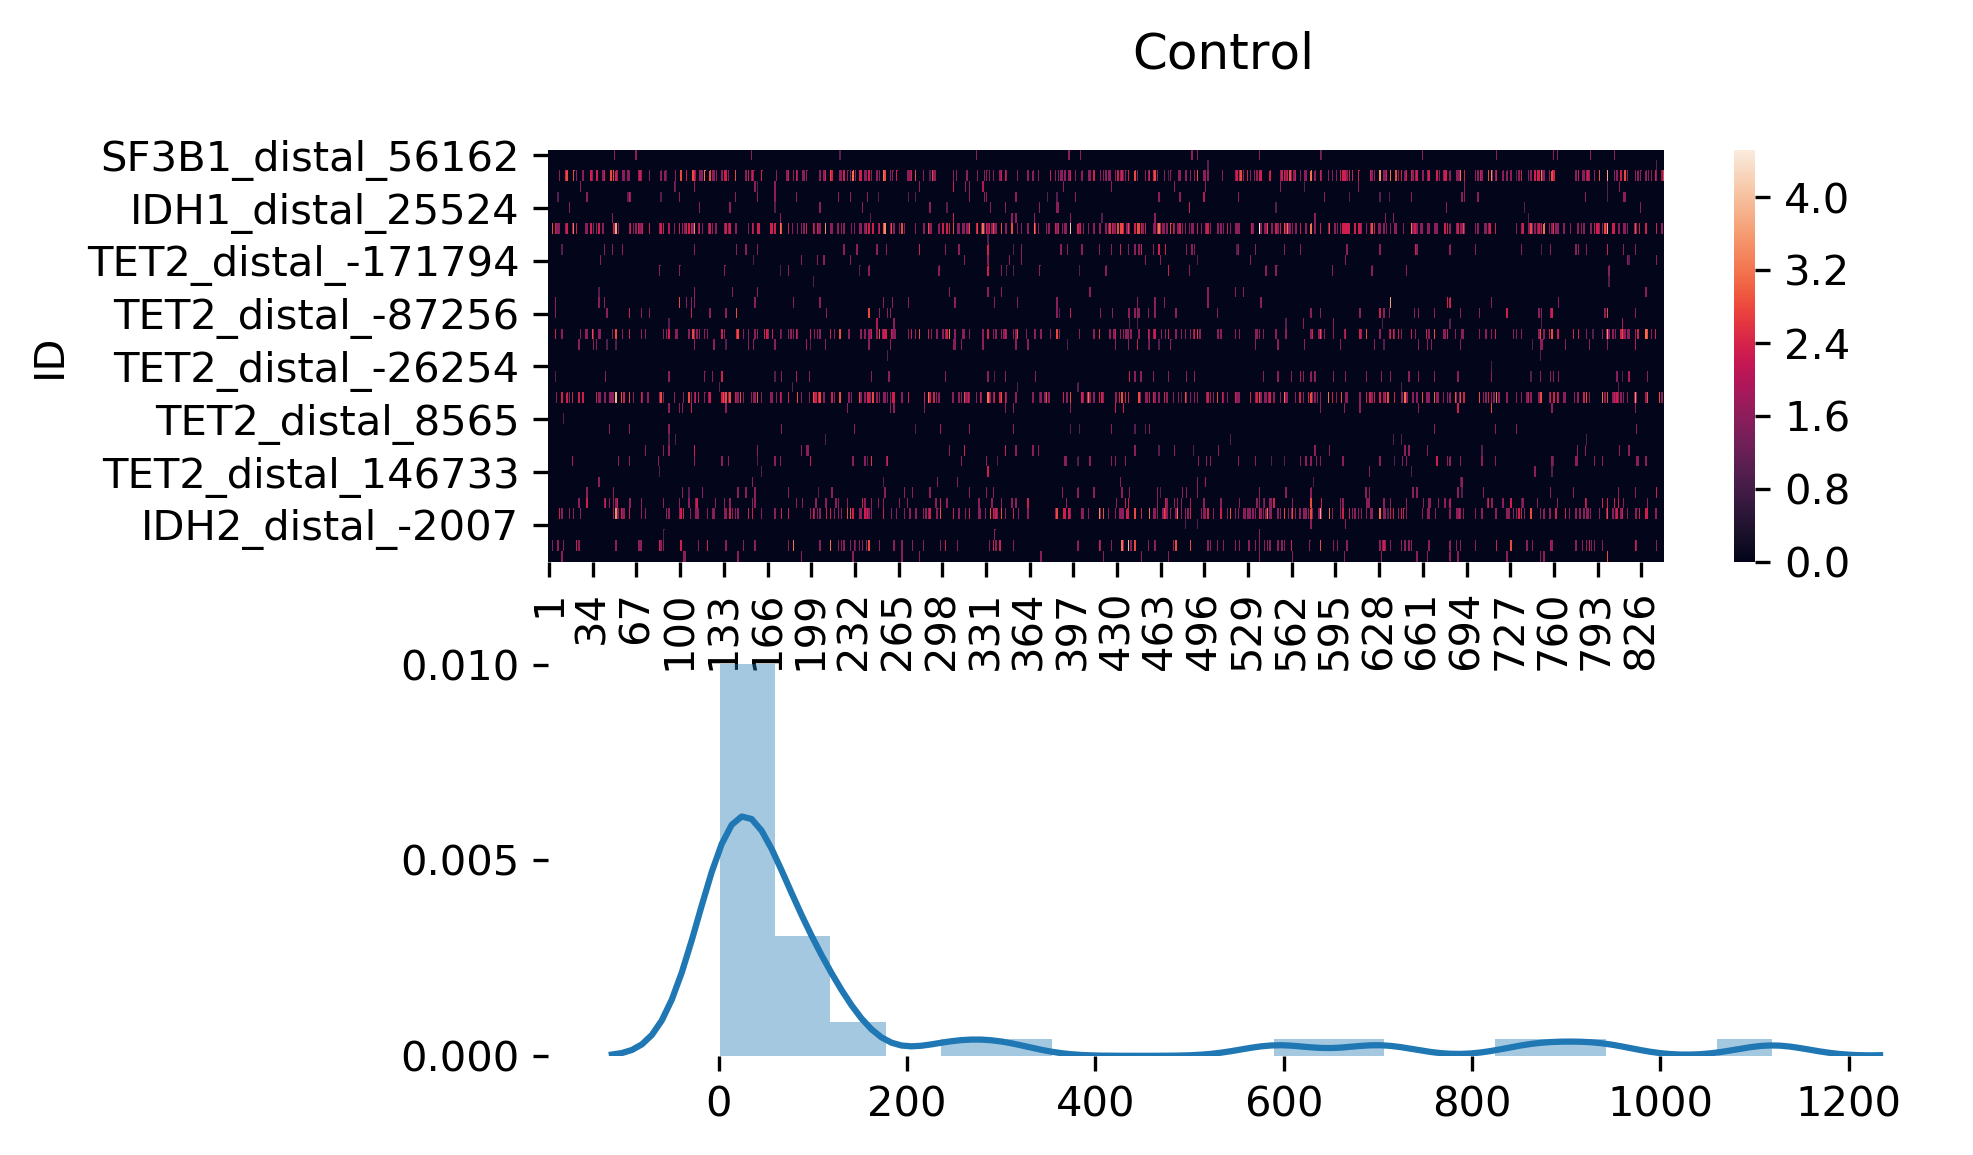 Control
SF3B1_distal_56162
IDH1_distal_25524
TET2_distal_-171794
TET2_distal_-87256
TET2_distal_-26254
TET2_distal_8565
TET2_distal_146733
IDH2_distal_-2007
ID
4.0
3.2
2.4
1.6
0.8
0.0
1 34 67 100 133 166 199 232 265 298 331 364 397 430 463 496 529 562 595 628 661 694 727 760 793 826
0.010
0.005
0.000
0 200 400 600 800 1000 1200